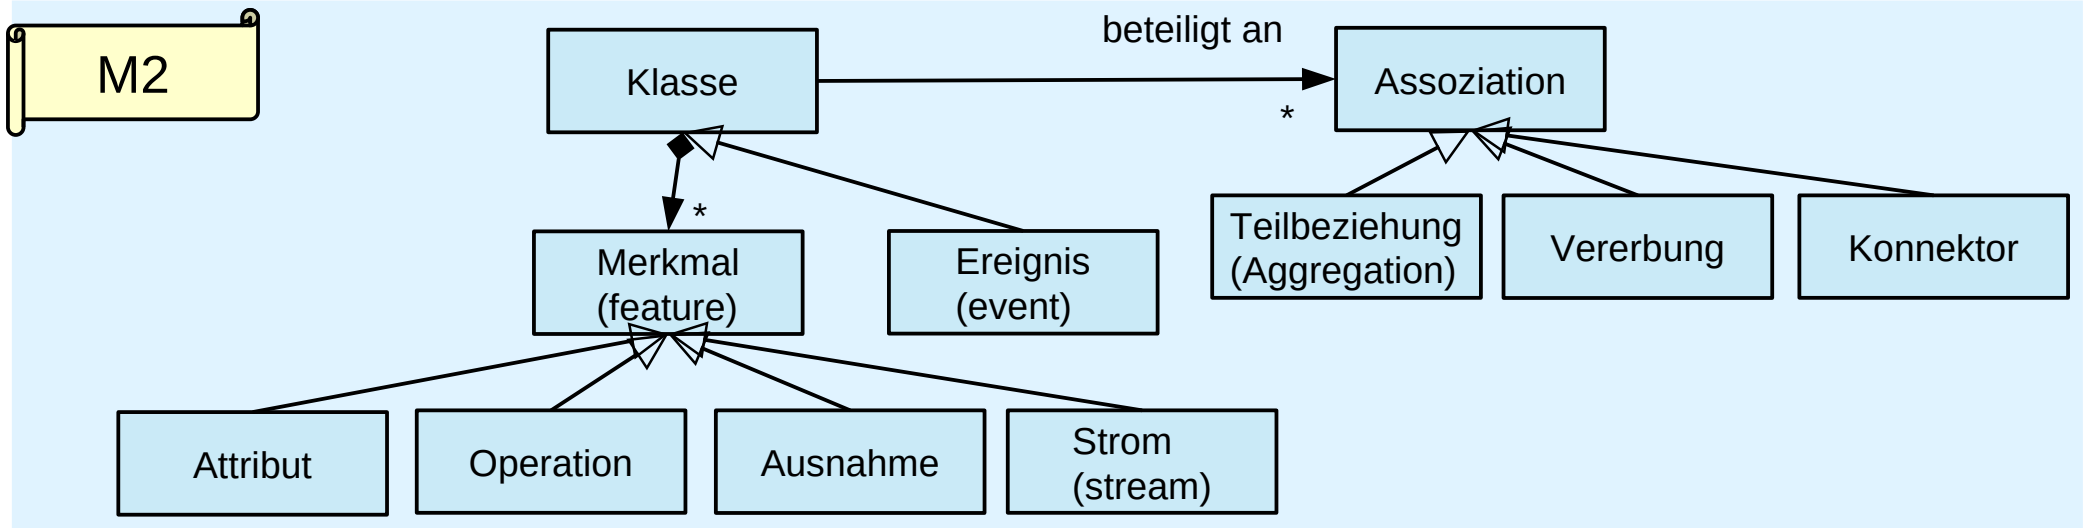 M2
Klasse
beteiligt an
*
Assoziation
*
Merkmal
(feature)
Ereignis
(event)
Teilbeziehung
(Aggregation)
Vererbung
Konnektor
Attribut
Operation
Ausnahme
Strom
(stream)